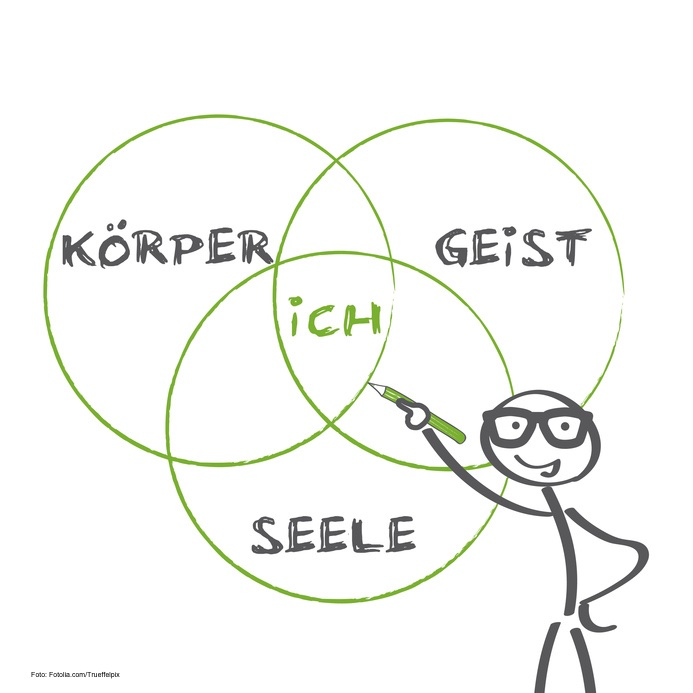 KÖRPER
GEiST
iCH
SEELE
Foto: Fotolia.com/Trueffelpix